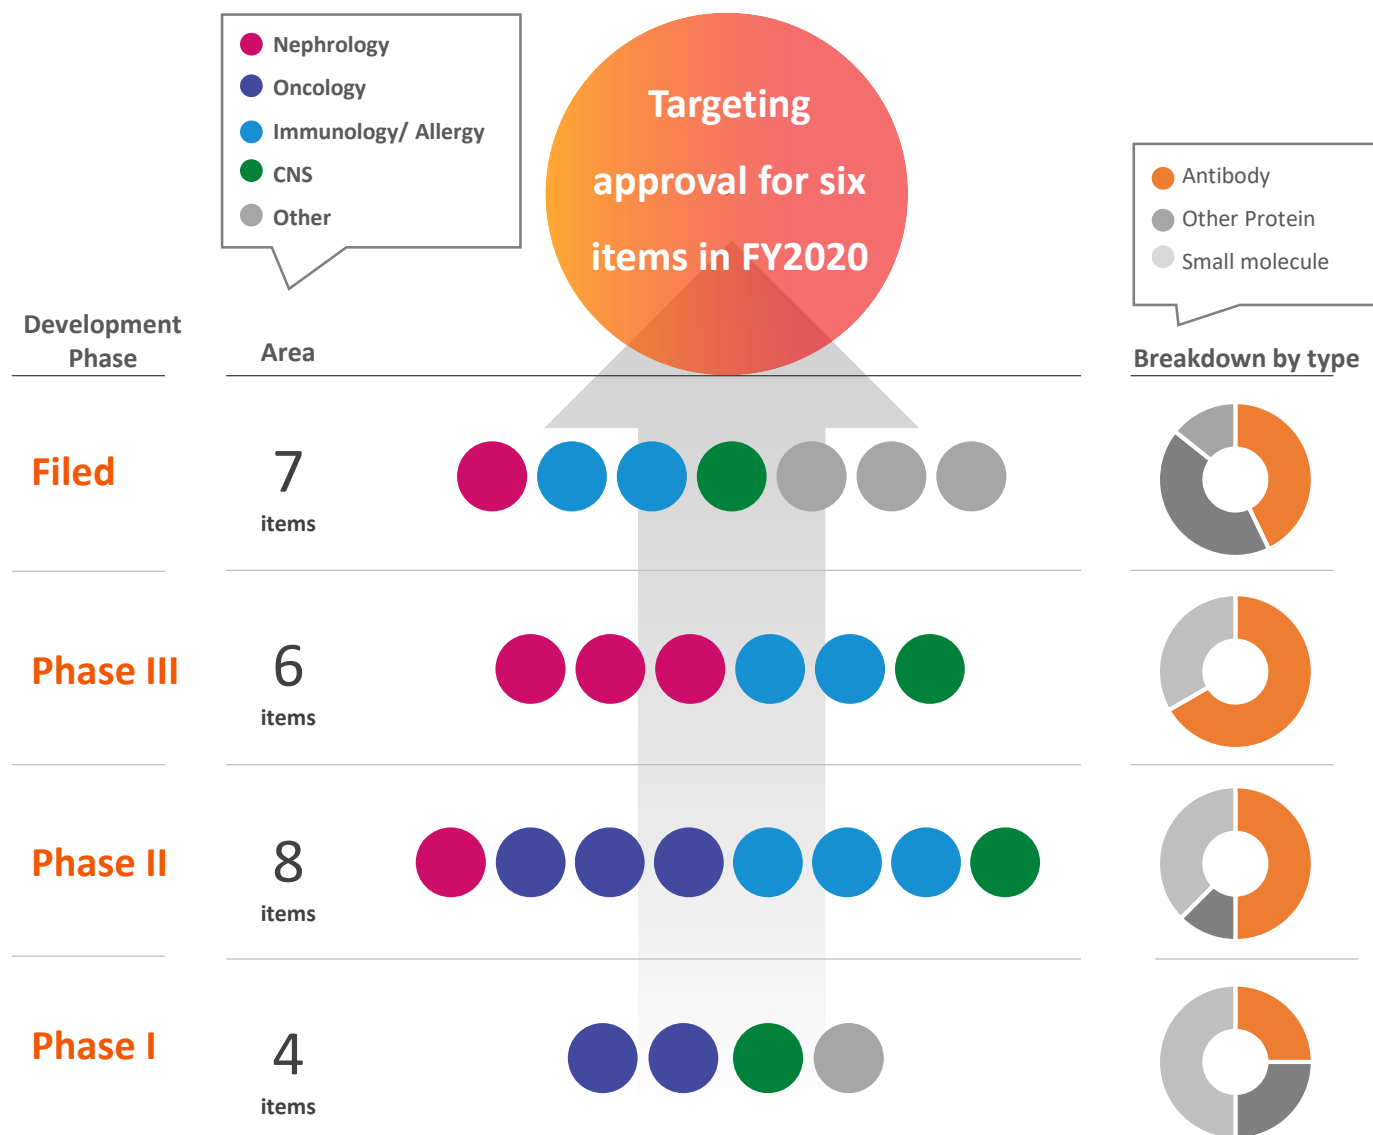 Nephrology
Oncology
Immunology/ Allergy
CNS
Other
Targeting
approval for six
items in FY2020
Antibody
Other Protein
Small molecule
Development
Phase
Area
Breakdown by type
Filed
7
items
Phase III
6
items
Phase II
8
items
Phase I
4
items